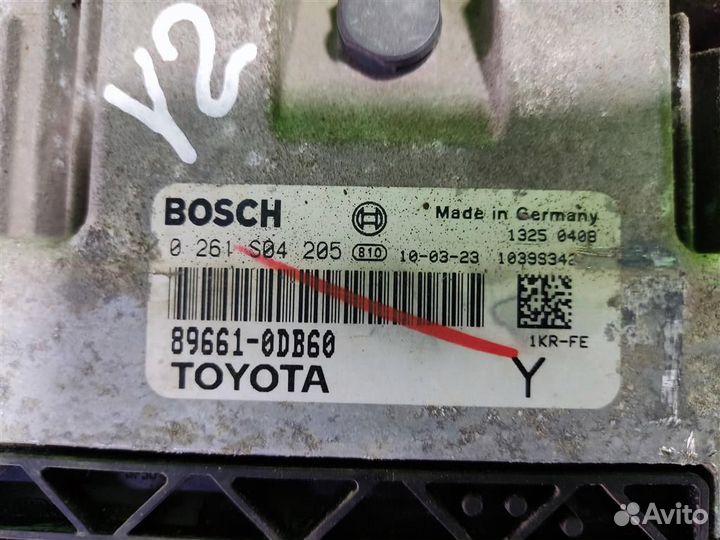 Y2
BOSCH
Made in Germany
1325 0408
0 261 S04 205 810 10-03-23 1039S342
89661-0DB60
1KR-FE
TOYOTA
Y
Avito